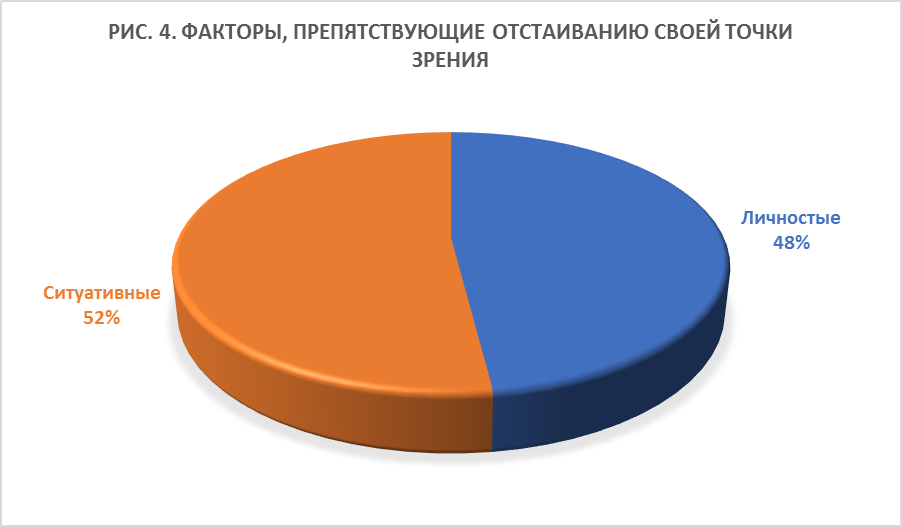 РИС. 4. ФАКТОРЫ, ПРЕПЯТСТВУЮЩИЕ ОТСТАИВАНИЮ СВОЕЙ ТОЧКИ
ЗРЕНИЯ
Личностые
48%
Ситуативные
52%